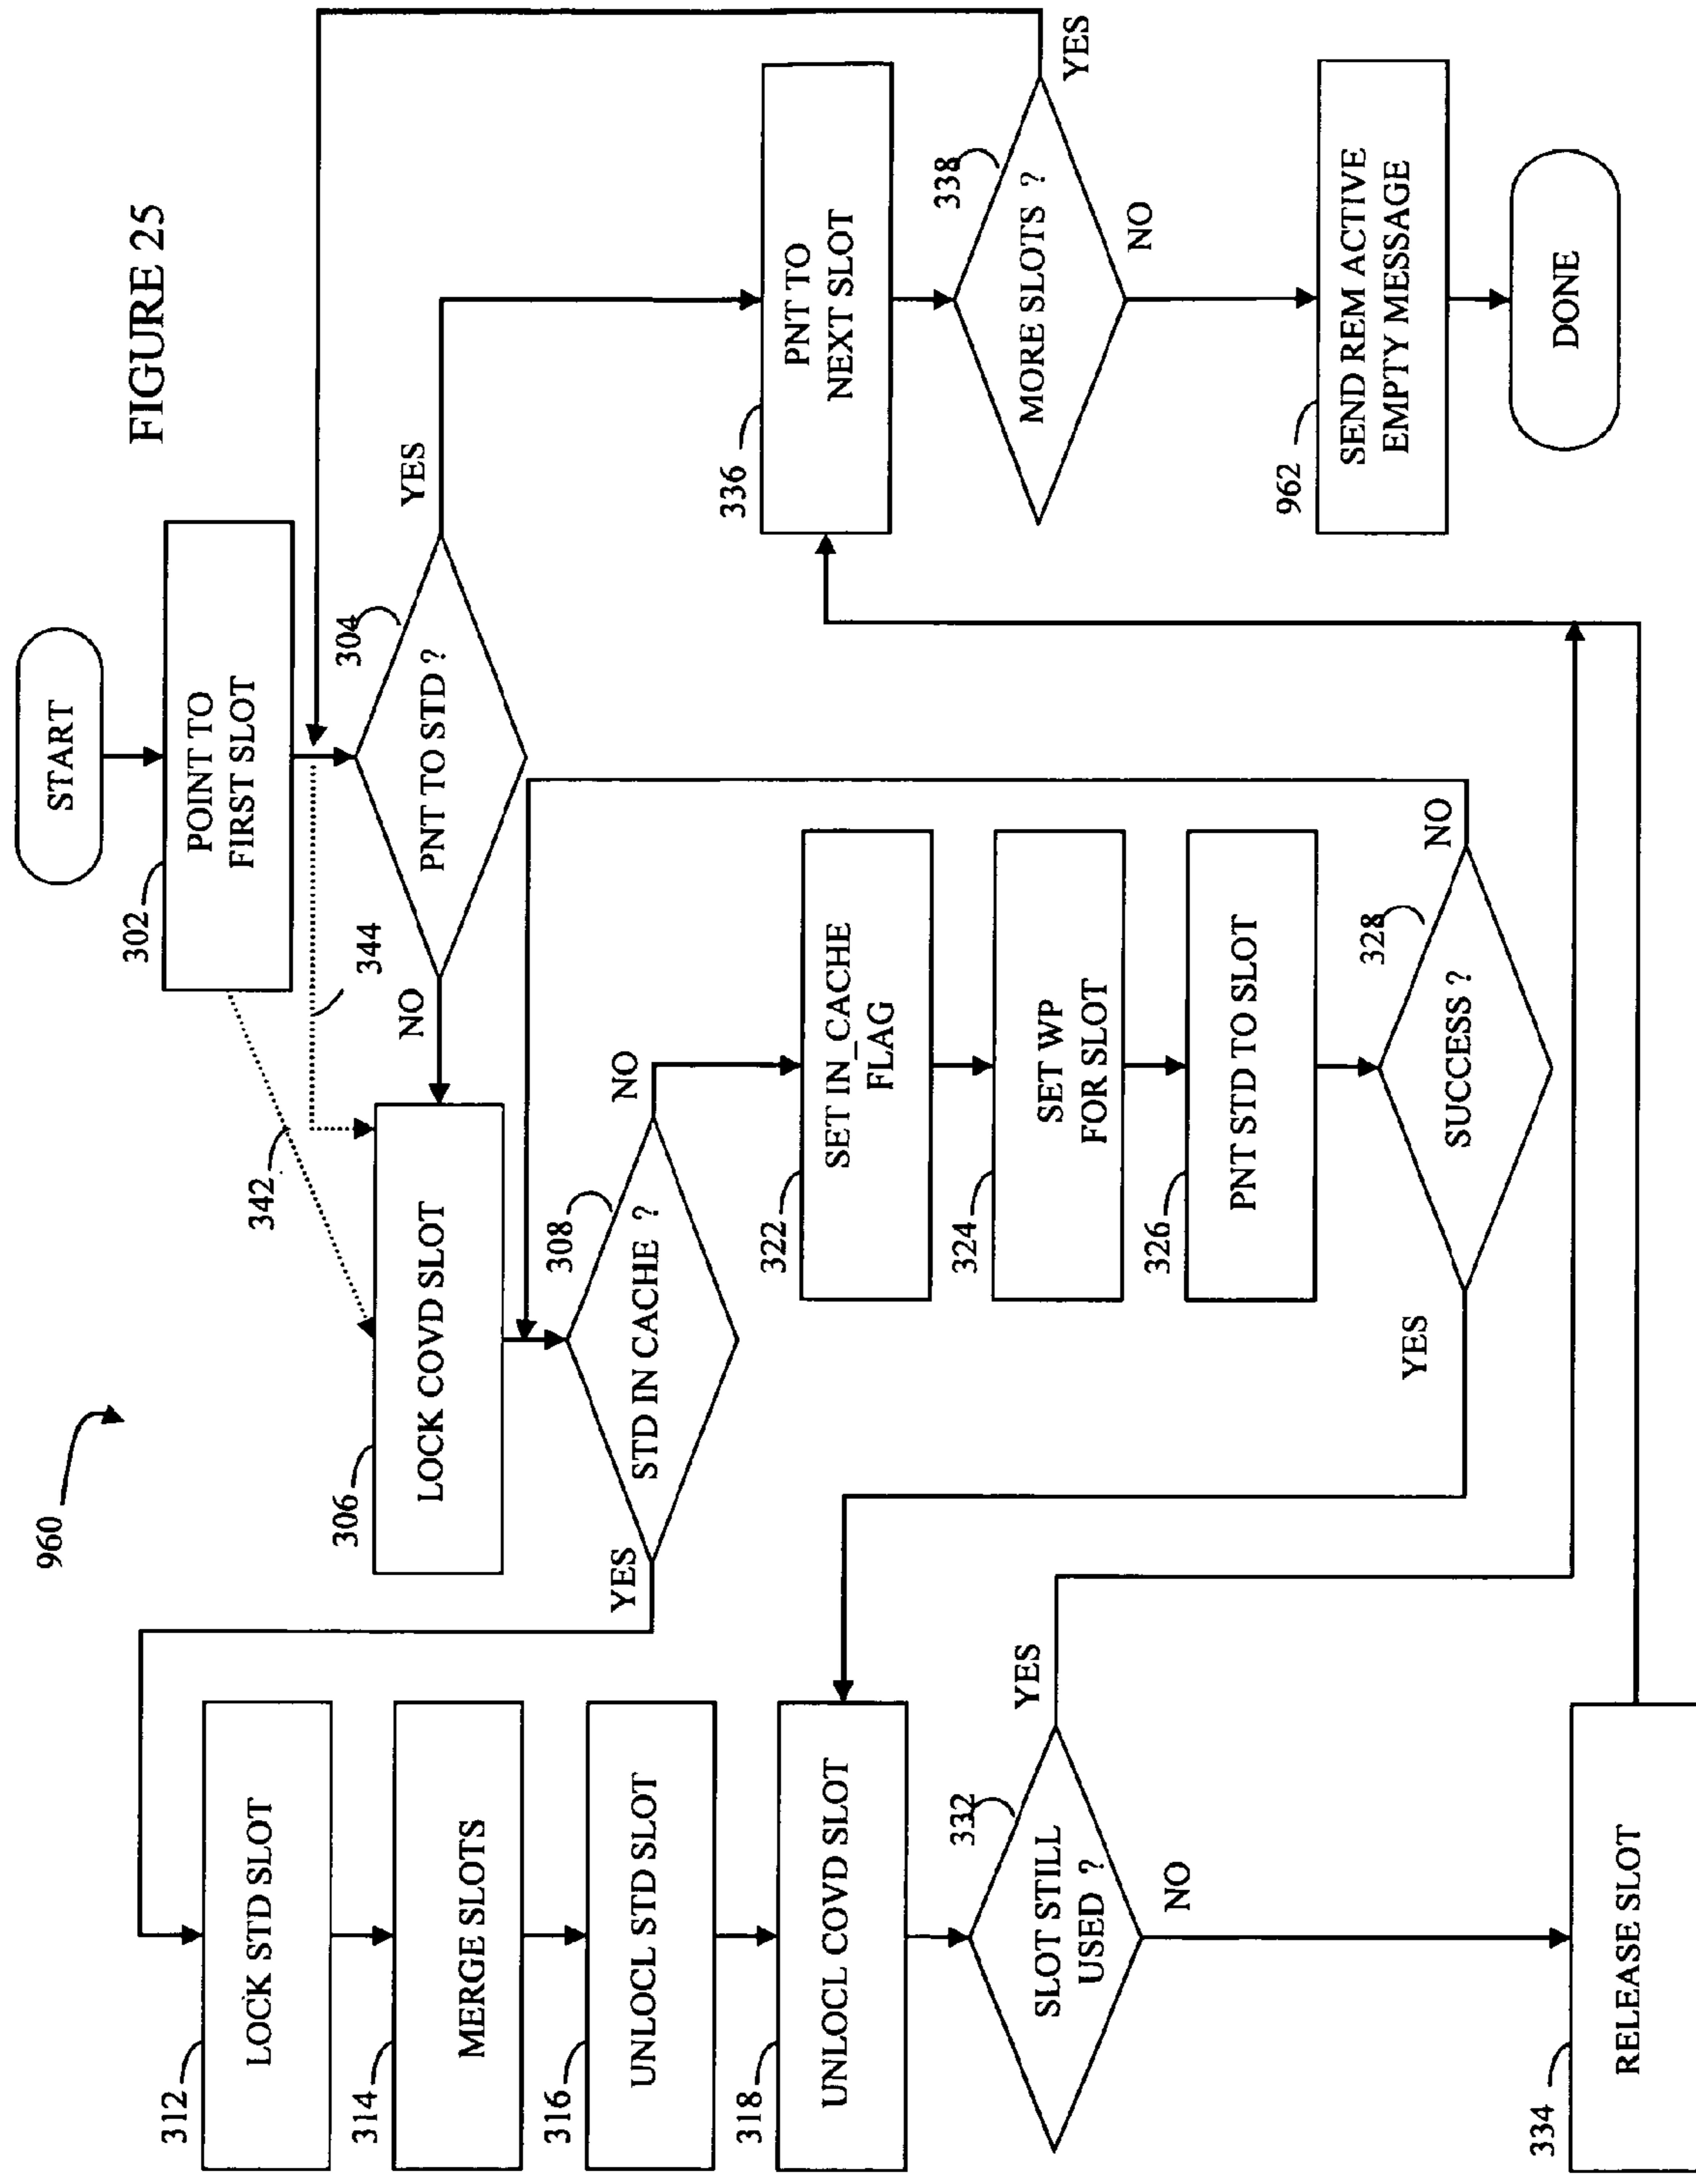 FIGURE 25
960
START
302
POINT TO
FIRST SLOT
342
344
304
PNT TO STD ?
YES
NO
306
LOCK COVD SLOT
308
STD IN CACHE ?
YES
NO
312
LOCK STD SLOT
314
MERGE SLOTS
316
UNLOCL STD SLOT
318
UNLOCL COVD SLOT
322
SET IN_CACHE
FLAG
324
SET WP
FOR SLOT
326
PNT STD TO SLOT
328
SUCCESS ?
YES
NO
332
SLOT STILL
USED ?
YES
NO
334
RELEASE SLOT
336
PNT TO
NEXT SLOT
338
MORE SLOTS ?
YES
NO
962
SEND REM ACTIVE
EMPTY MESSAGE
DONE